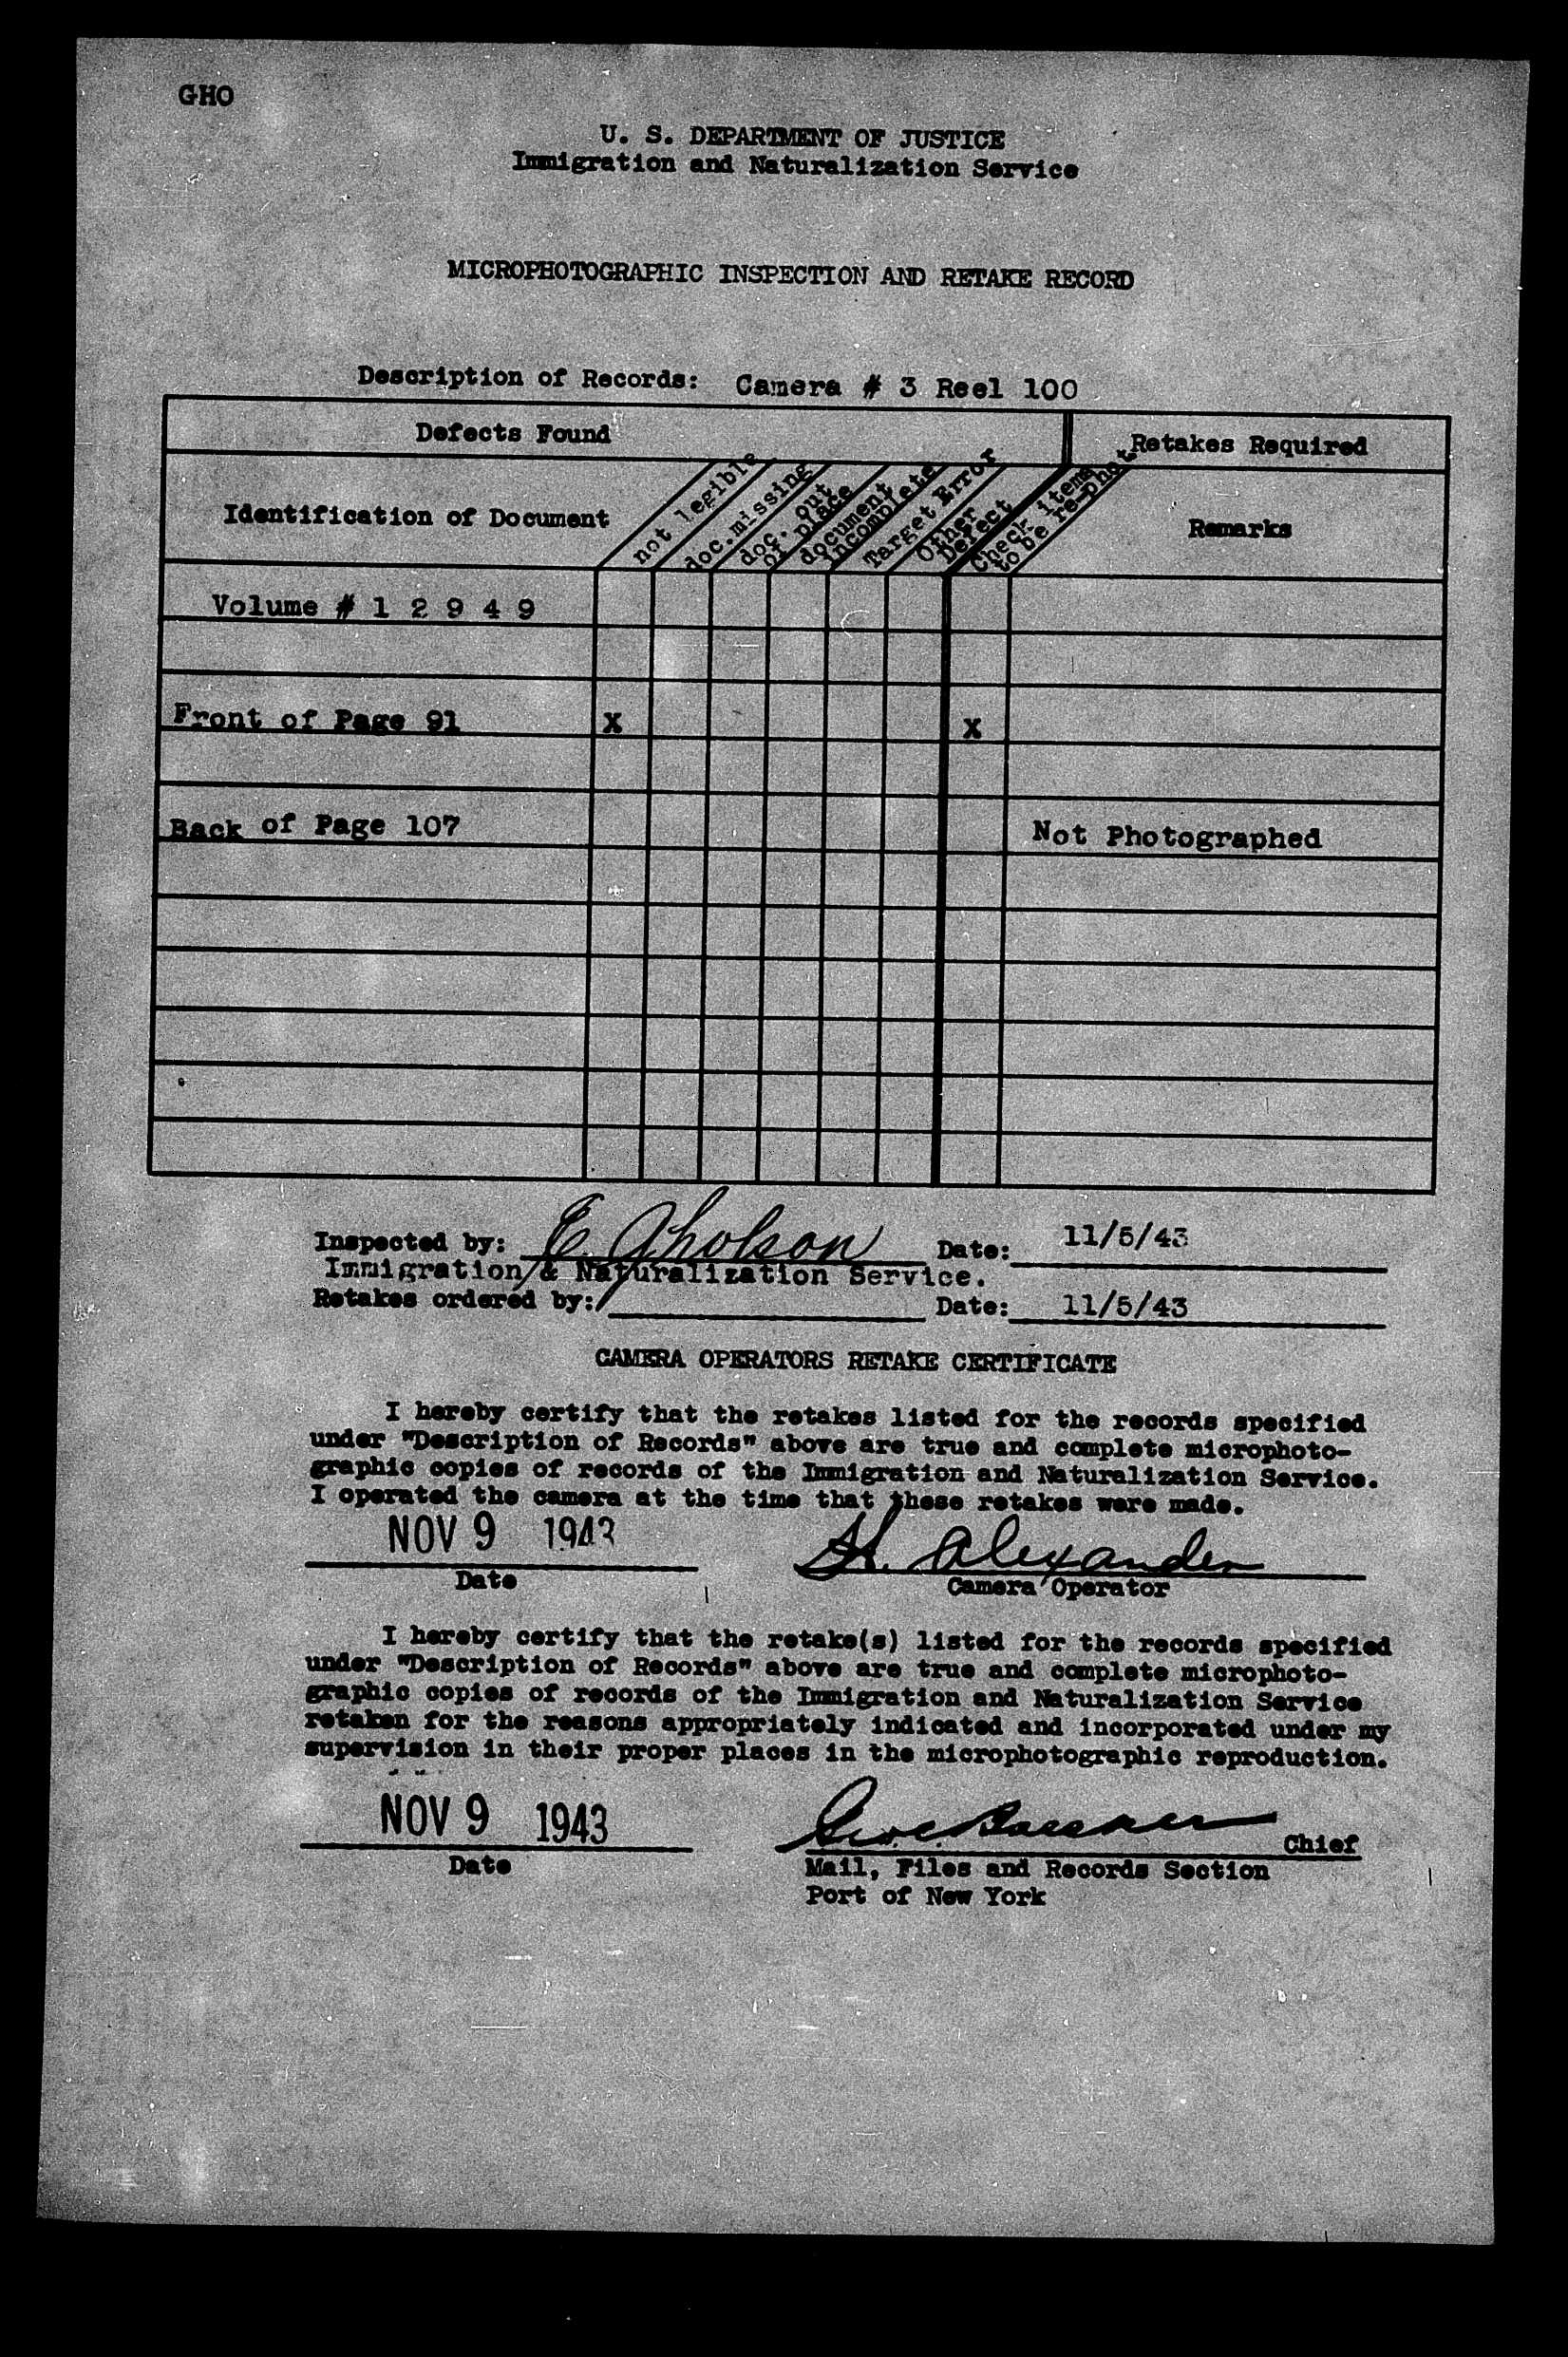 GHO
U. S. DEPARTMENT OF JUSTICE
Immigration and Naturalization Service
MICROPHOTOGRAPHIC INSPECTION AND RETAKE RECORD
Description of Records: Camera # 3 Reel 100
Defects Found
Retakes Required
Identification of Document
not legible
doc. missing
doc. out
of place
document
incomplete
Target Error
Other
Defect
Check items
to be re-phot
Remarks
Volume # 1 2 9 4 9
Front of Page 91 X X
Back of Page 107 Not Photographed
Inspected by: E. Gholson Date: 11/5/43
Immigration & Naturalization Service.
Retakes ordered by: Date: 11/5/43
CAMERA OPERATORS RETAKE CERTIFICATE
I hereby certify that the retakes listed for the records specified
under "Description of Records" above are true and complete microphoto-
graphic copies of records of the Immigration and Naturalization Service.
I operated the camera at the time that these retakes were made.
NOV 9 1943 Alexander
Date Camera Operator
I hereby certify that the retake(s) listed for the records specified
under "Description of Records" above are true and complete microphoto-
graphic copies of records of the Immigration and Naturalization Service
retaken for the reasons appropriately indicated and incorporated under my
supervision in their proper places in the microphotographic reproduction.
NOV 9 1943
Chief
Date
Mail, Files and Records Section
Port of New York